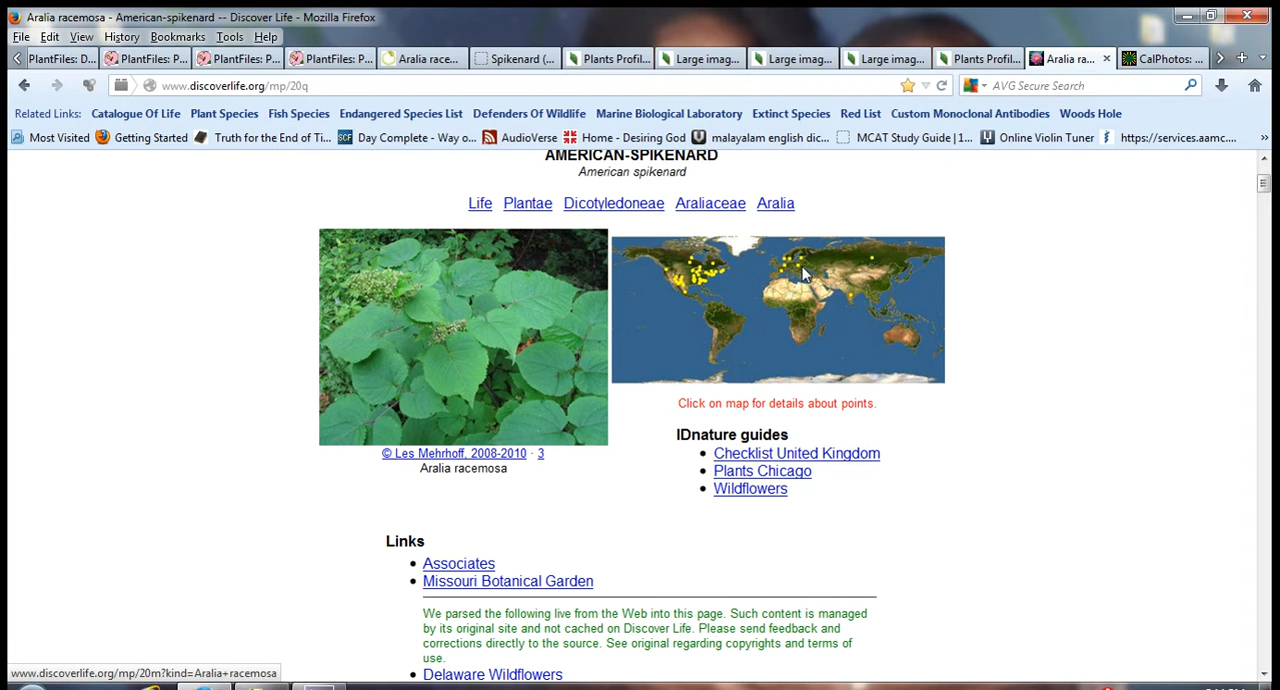 Aralia racemosa - American-spikenard -- Discover Life - Mozilla Firefox
File Edit View History Bookmarks Tools Help
PlantFiles: D... PlantFiles: P... PlantFiles: P... PlantFiles: P... Aralia race... Spikenard (... Plants Profil... Large imag... Large imag... Large imag... Plants Profil... Aralia ra... CalPhotos: ...
www.discoverlife.org/mp/20q AVG Secure Search
Related Links: Catalogue Of Life Plant Species Fish Species Endangered Species List Defenders Of Wildlife Marine Biological Laboratory Extinct Species Red List Custom Monoclonal Antibodies Woods Hole
Most Visited Getting Started Truth for the End of Ti... SCF Day Complete - Way o... AudioVerse Home - Desiring God malayalam english dic... MCAT Study Guide | 1... Online Violin Tuner https://services.aamc....
AMERICAN-SPIKENARD
American spikenard
Life Plantae Dicotyledoneae Araliaceae Aralia
Click on map for details about points.
IDnature guides
• Checklist United Kingdom
• Plants Chicago
• Wildflowers
© Les Mehrhoff, 2008-2010 · 3
Aralia racemosa
Links
• Associates
• Missouri Botanical Garden
We parsed the following live from the Web into this page. Such content is managed
by its original site and not cached on Discover Life. Please send feedback and
corrections directly to the source. See original regarding copyrights and terms of
use.
• Delaware Wildflowers
www.discoverlife.org/mp/20m?kind=Aralia+racemosa